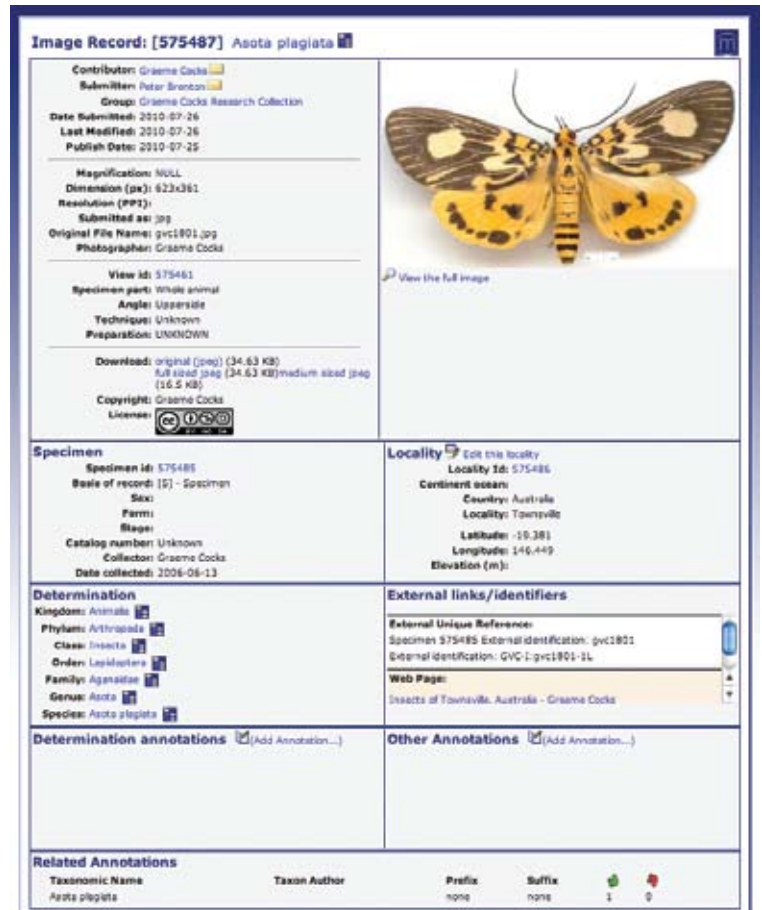 Image Record: [575487] Asota plagiata
Contributor: Graeme Cocks
Submitter: Peter Brenton
Group: Graeme Cocks Research Collection
Date Submitted: 2010-07-26
Last Modified: 2010-07-26
Publish Date: 2010-07-25
Magnification: NULL
Dimension (px): 623x361
Resolution (PPI):
Submitted as: jpg
Original File Name: gvc1801.jpg
Photographer: Graeme Cocks
View id: 575461
Specimen part: Whole animal
Angle: Upperside
Technique: Unknown
Preparation: UNKNOWN
Download: original (jpeg) (34.63 KB)
full sized jpeg (34.63 KB)medium sized jpeg
(16.5 KB)
Copyright: Graeme Cocks
License:
cc
View the full image
Specimen
Specimen id: 575485
Basis of record: [S] - Specimen
Sex:
Form:
Stage:
Catalog number: Unknown
Collector: Graeme Cocks
Date collected: 2006-06-13
Locality Edit this locality
Locality Id: 575486
Continent ocean:
Country: Australia
Locality: Townsville
Latitude: -19.381
Longitude: 146.449
Elevation (m):
Determination
Kingdom: Animalia
Phylum: Arthropoda
Class: Insecta
Order: Lepidoptera
Family: Aganaidae
Genus: Asota
Species: Asota plagiata
External links/identifiers
External Unique Reference:
Specimen 575485 External identification: gvc1801
External identification: GVC-I:gvc1801-1L
Web Page:
Insects of Townsville, Australia - Graeme Cocks
Determination annotations (Add Annotation...)
Other Annotations (Add Annotation...)
Related Annotations
Taxonomic Name Taxon Author Prefix Suffix
Asota plagiata none none 1 0